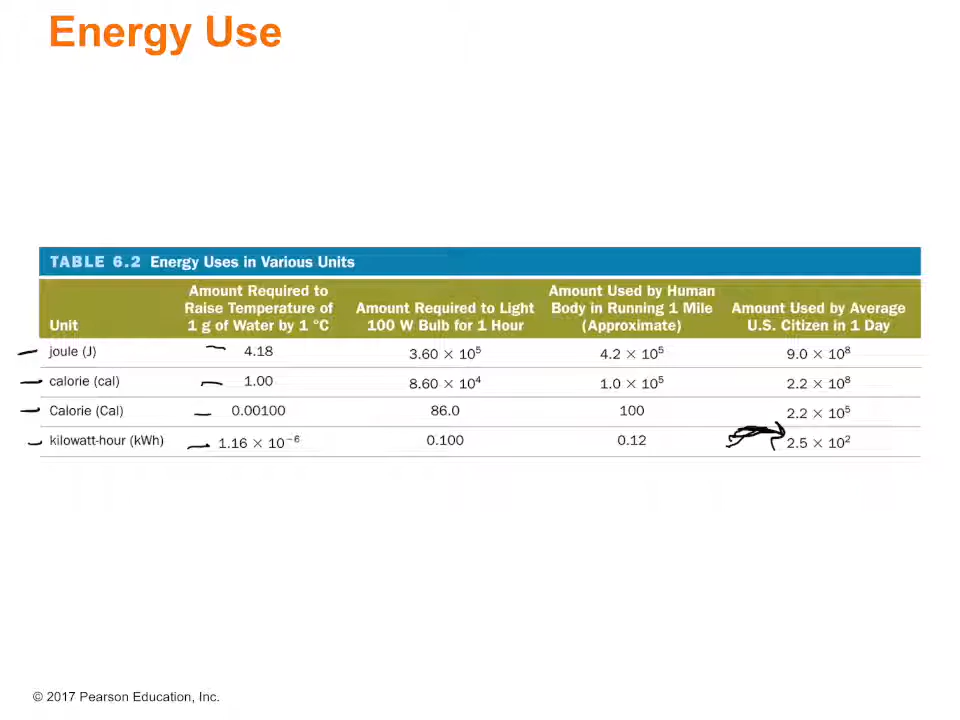 Energy Use
TABLE 6.2 Energy Uses in Various Units
Unit
Amount Required to
Raise Temperature of
1 g of Water by 1 °C
Amount Required to Light
100 W Bulb for 1 Hour
Amount Used by Human
Body in Running 1 Mile
(Approximate)
Amount Used by Average
U.S. Citizen in 1 Day
joule (J) 4.18 3.60 × 10⁵ 4.2 × 10⁵ 9.0 × 10⁸
calorie (cal) 1.00 8.60 × 10⁴ 1.0 × 10⁵ 2.2 × 10⁸
Calorie (Cal) 0.00100 86.0 100 2.2 × 10⁵
kilowatt-hour (kWh) 1.16 × 10⁻⁶ 0.100 0.12 2.5 × 10²
© 2017 Pearson Education, Inc.